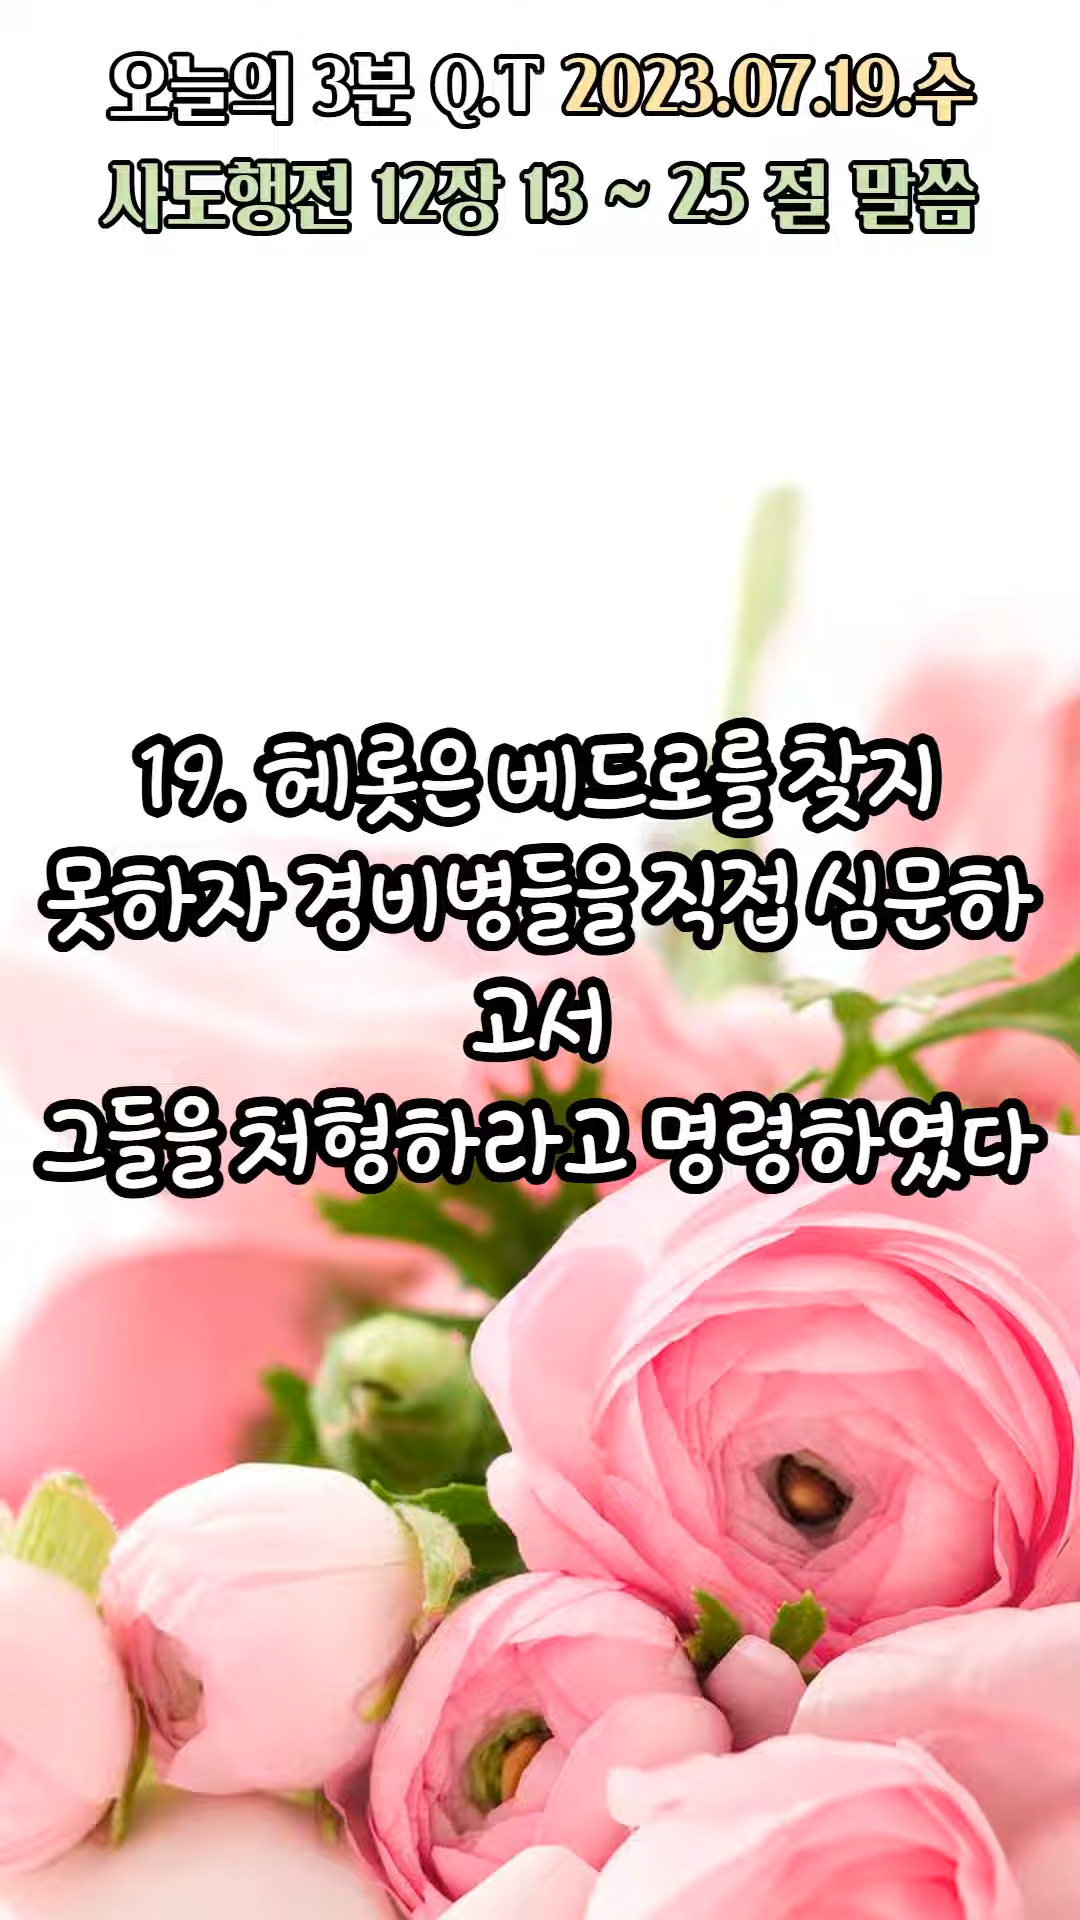 오늘의 3분 Q.T 2023.07.19.수
사도행전 12장 13 ~ 25 절 말씀
19. 헤롯은 베드로를 찾지
못하자 경비병들을 직접 심문하
고서
그들을 처형하라고 명령하였다